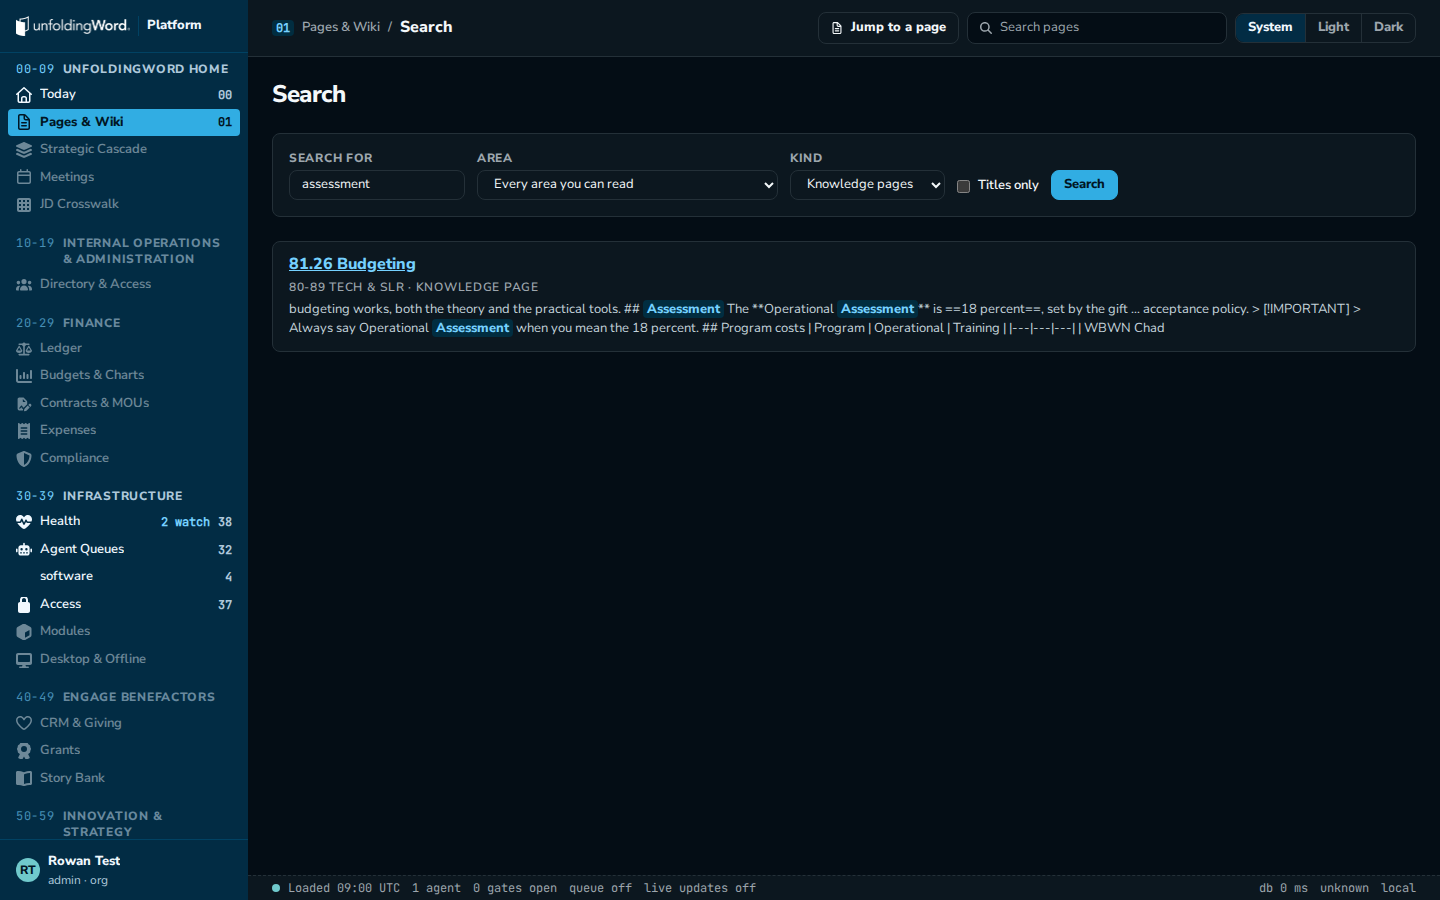 unfoldingWord. Platform
00-09 UNFOLDINGWORD HOME
Today 00
Pages & Wiki 01
Strategic Cascade
Meetings
JD Crosswalk
10-19 INTERNAL OPERATIONS
& ADMINISTRATION
Directory & Access
20-29 FINANCE
Ledger
Budgets & Charts
Contracts & MOUs
Expenses
Compliance
30-39 INFRASTRUCTURE
Health 2 watch 38
Agent Queues 32
software 4
Access 37
Modules
Desktop & Offline
40-49 ENGAGE BENEFACTORS
CRM & Giving
Grants
Story Bank
50-59 INNOVATION &
STRATEGY
RT Rowan Test
admin · org
01 Pages & Wiki / Search
Jump to a page
Search pages
System Light Dark
Search
SEARCH FOR AREA KIND
assessment Every area you can read Knowledge pages Titles only Search
81.26 Budgeting
80-89 TECH & SLR · KNOWLEDGE PAGE
budgeting works, both the theory and the practical tools. ## Assessment The **Operational Assessment ** is ==18 percent==, set by the gift ... acceptance policy. > [!IMPORTANT] >
Always say Operational Assessment when you mean the 18 percent. ## Program costs | Program | Operational | Training | |---|---|---| | WBWN Chad
Loaded 09:00 UTC 1 agent 0 gates open queue off live updates off
db 0 ms unknown local